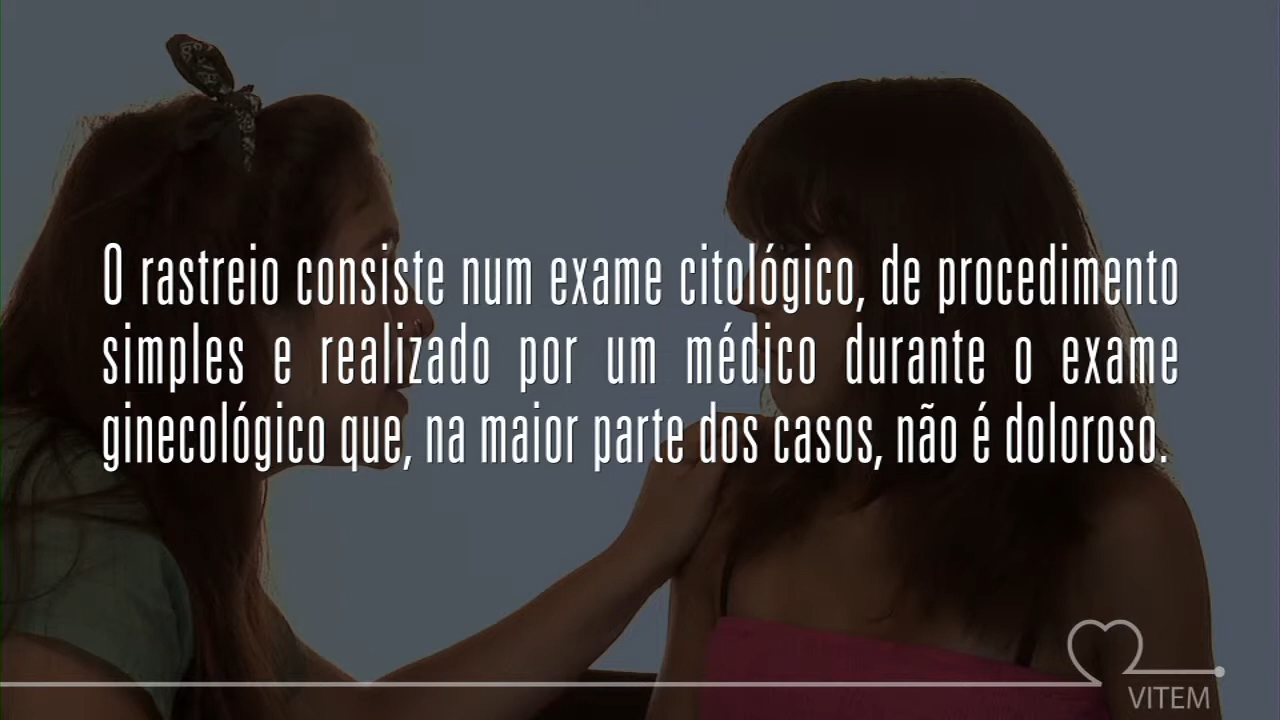 O rastreio consiste num exame citológico, de procedimento
simples e realizado por um médico durante o exame
ginecológico que, na maior parte dos casos, não é doloroso.
VITEM